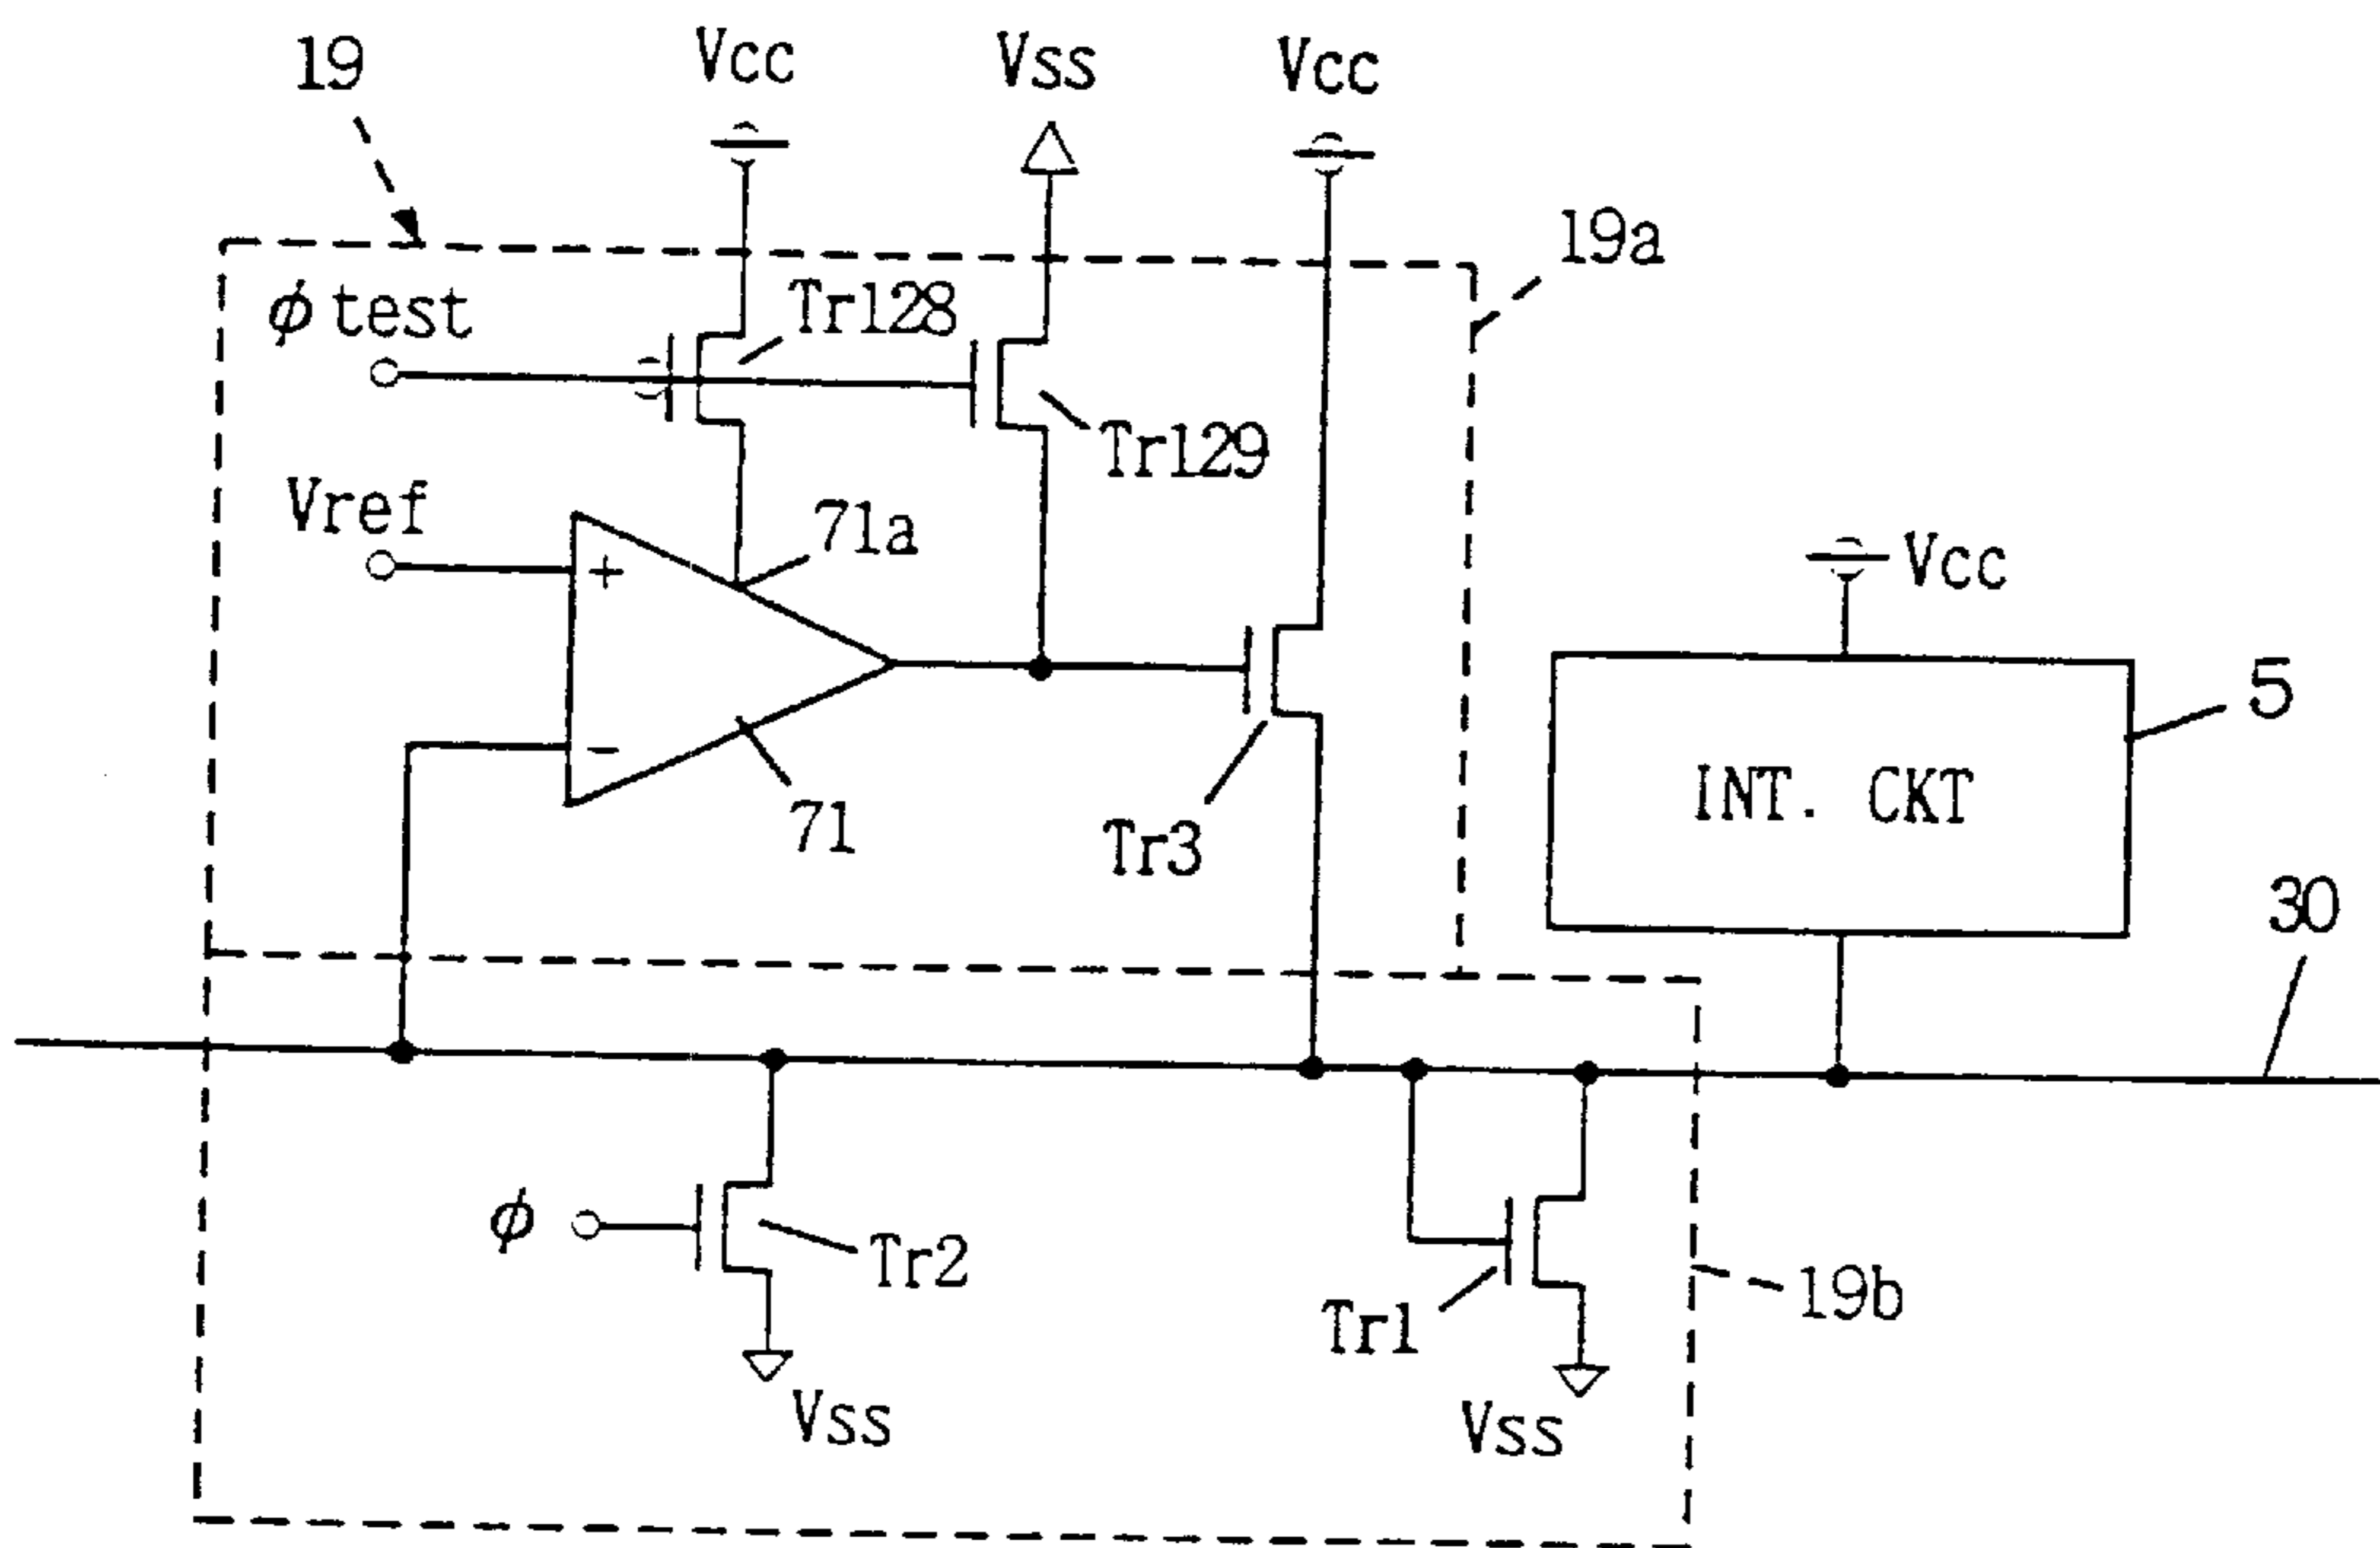 19
Vcc
Vss
Vcc
19a
φ test
Tr128
Tr129
Vref
+
71a
Vcc
5
INT. CKT
-
71
Tr3
30
φ
Tr2
Tr1
19b
Vss
Vss